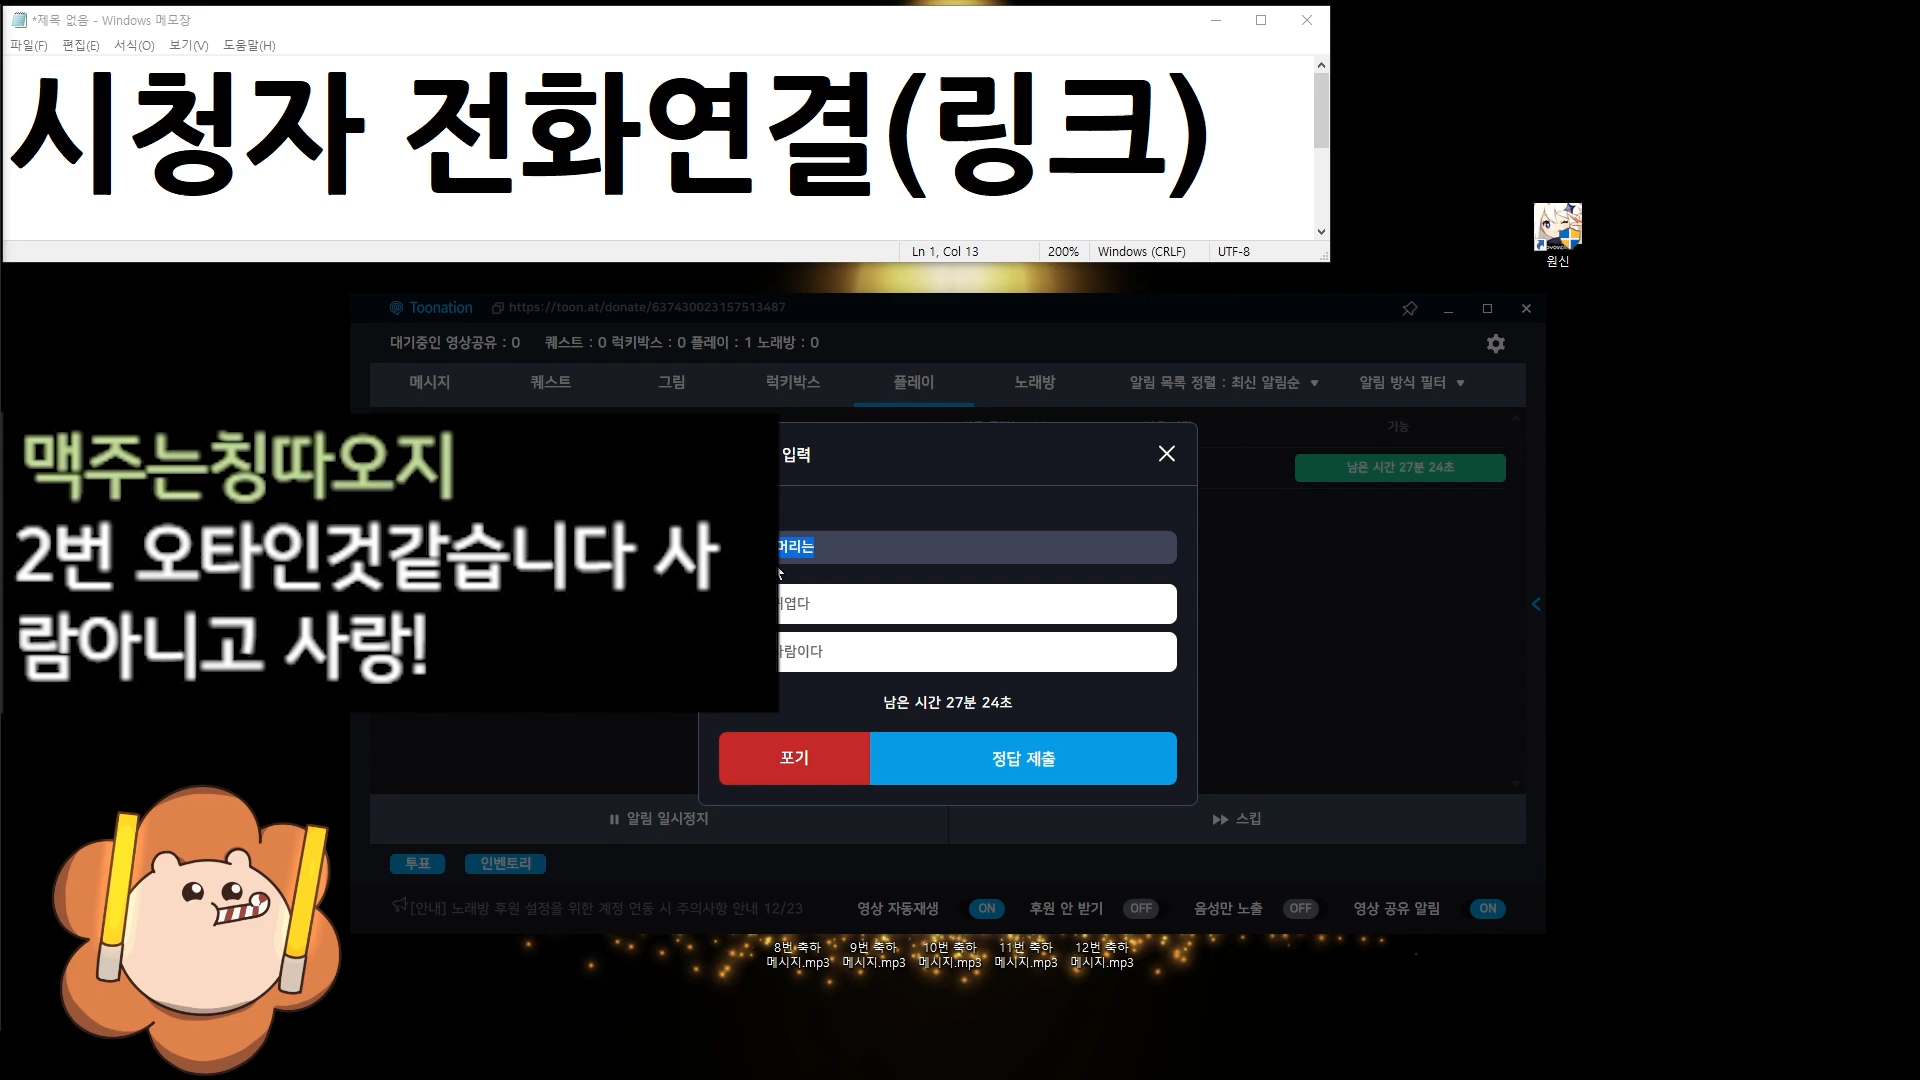 *제목 없음 - Windows 메모장
파일(F) 편집(E) 서식(O) 보기(V) 도움말(H)
시청자 전화연결(링크)
Ln 1, Col 13 200% Windows (CRLF) UTF-8
원신
Toonation https://toon.at/donate/637430023157513487
대기중인 영상공유 : 0 퀘스트 : 0 럭키박스 : 0 플레이 : 1 노래방 : 0
메시지 퀘스트 그림 럭키박스 플레이 노래방 알림 목록 정렬 : 최신 알림순 알림 방식 필터
기능
입력
남은 시간 27분 24초
맥주는칭따오지
2번 오타인것같습니다 사
람아니고 사랑!
머리는
엽다
람이다
남은 시간 27분 24초
포기 정답 제출
알림 일시정지 스킵
투표 인벤토리
[안내] 노래방 후원 설정을 위한 계정 연동 시 주의사항 안내 12/23 영상 자동재생 ON 후원 안 받기 OFF 음성만 노출 OFF 영상 공유 알림 ON
8번 축하 9번 축하 10번 축하 11번 축하 12번 축하
메시지.mp3 메시지.mp3 메시지.mp3 메시지.mp3 메시지.mp3